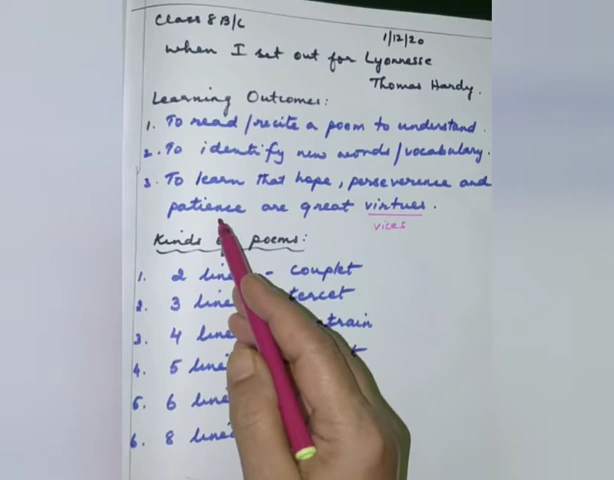 Class 8 B/C
1/12/20
When I set out for Lyonnesse
Thomas Hardy.
Learning Outcomes:
1. To read/recite a poem to understand.
2. To identify new words/vocabulary.
3. To learn that hope, perseverence and
patience are great virtues.
vices
Kinds of poems:
1. 2 lines - couplet
2. 3 line tercet
3. 4 line train
4. 5 line
5. 6 line
6. 8 lines